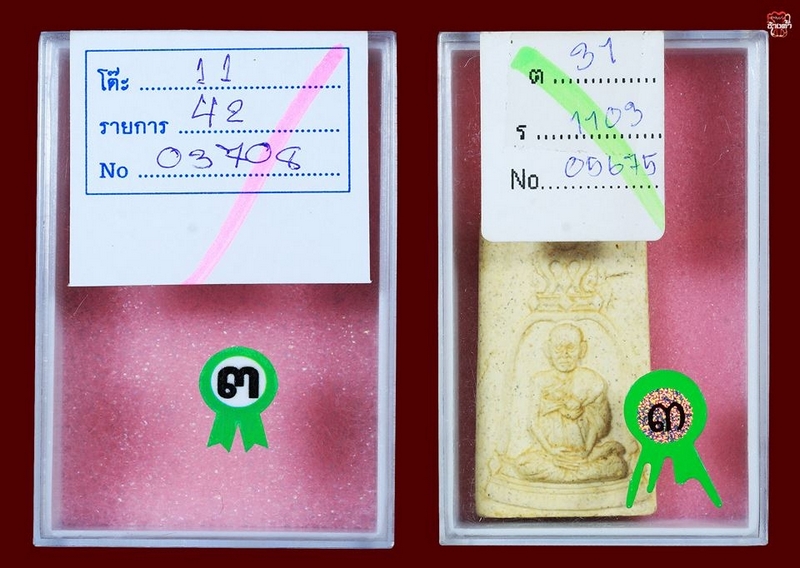 โต๊ะ 11
รายการ 42
No 03708
๓
ต 31
ร 1103
No. 05675
๓